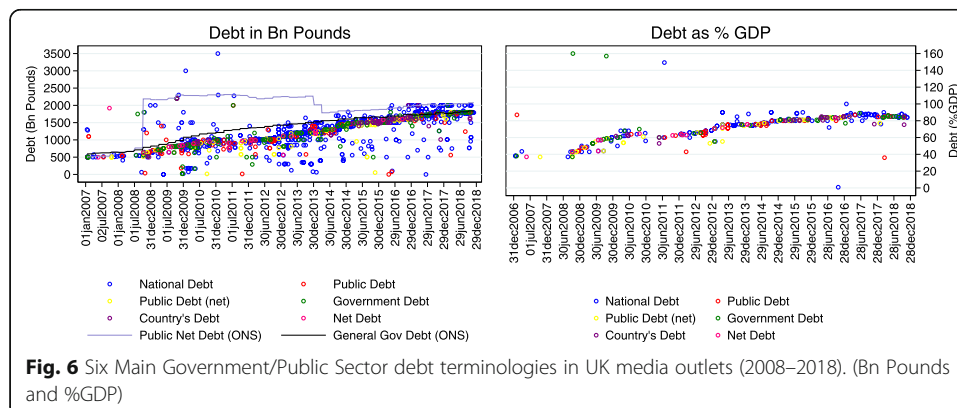 Debt in Bn Pounds
Debt (Bn Pounds)
3500
3000
2500
2000
1500
1000
500
0
01jan2007
02jul2007
01jan2008
01jul2008
31dec2008
01jul2009
31dec2009
01jul2010
31dec2010
01jul2011
31dec2011
30jun2012
30dec2012
30jun2013
30dec2013
30jun2014
30dec2014
30jun2015
30dec2015
29jun2016
29dec2016
29jun2017
29dec2017
29jun2018
29dec2018
National Debt
Public Debt
Public Debt (net)
Government Debt
Country's Debt
Net Debt
Public Net Debt (ONS)
General Gov Debt (ONS)
Debt as % GDP
160
140
120
100
80
60
40
20
0
Debt (%GDP)
31dec2006
01jul2007
31dec2007
30jun2008
30dec2008
30jun2009
30dec2009
30jun2010
30dec2010
30jun2011
30dec2011
29jun2012
29dec2012
29jun2013
29dec2013
29jun2014
29dec2014
29jun2015
29dec2015
28jun2016
28dec2016
28jun2017
28dec2017
28jun2018
28dec2018
National Debt
Public Debt
Public Debt (net)
Government Debt
Country's Debt
Net Debt
Fig. 6 Six Main Government/Public Sector debt terminologies in UK media outlets (2008–2018). (Bn Pounds
and %GDP)